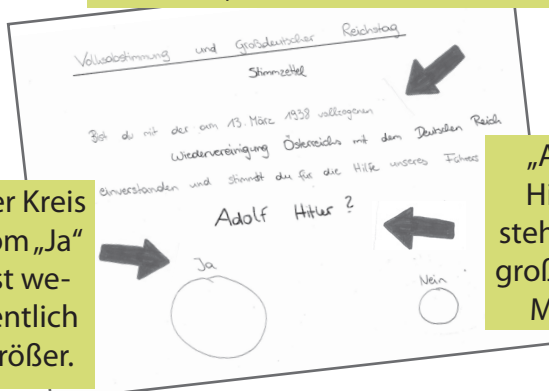 Volksabstimmung und Großdeutscher Reichstag
Stimmzettel
Bist du mit der am 13. März 1938 vollzogenen
Wiedervereinigung Österreichs mit dem Deutschen Reich
einverstanden und stimmst du für die Hilfe unseres Führers
Adolf Hitler?
Ja
Nein
er Kreis
om „Ja“
st we-
entlich
rößer.
„A
Hi
steh
groß
M